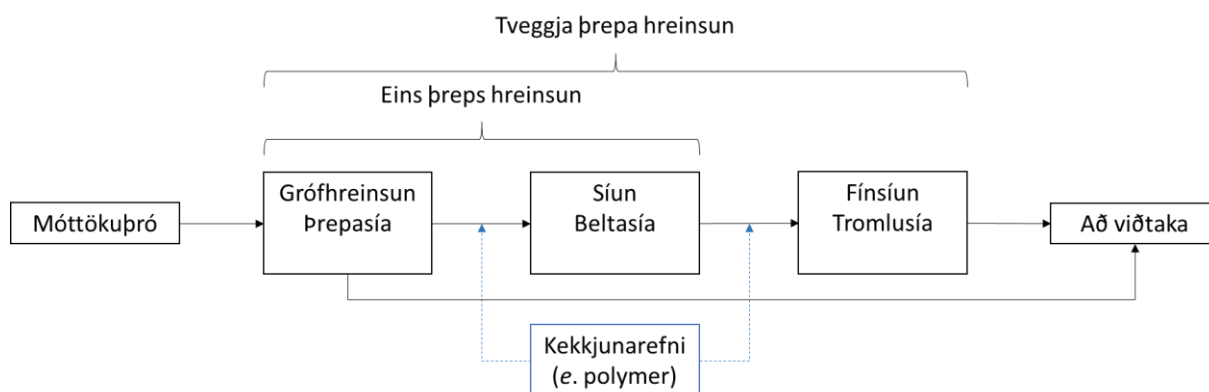 Tveggja þrepa hreinsun
Eins þreps hreinsun
Móttökuþró
Grófhreinsun
Þrepasía
Síun
Beltasía
Fínsíun
Tromlusía
Að viðtaka
Kekkjunarefni
(e. polymer)